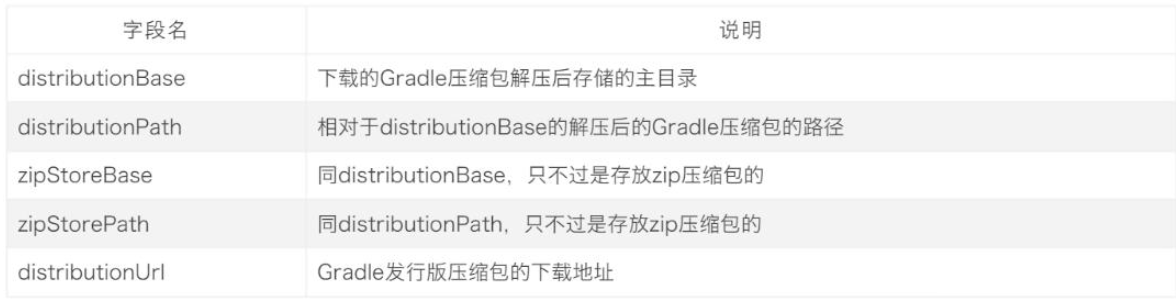 字段名 说明
distributionBase 下载的Gradle压缩包解压后存储的主目录
distributionPath 相对于distributionBase的解压后的Gradle压缩包的路径
zipStoreBase 同distributionBase，只不过是存放zip压缩包的
zipStorePath 同distributionPath，只不过是存放zip压缩包的
distributionUrl Gradle发行版压缩包的下载地址